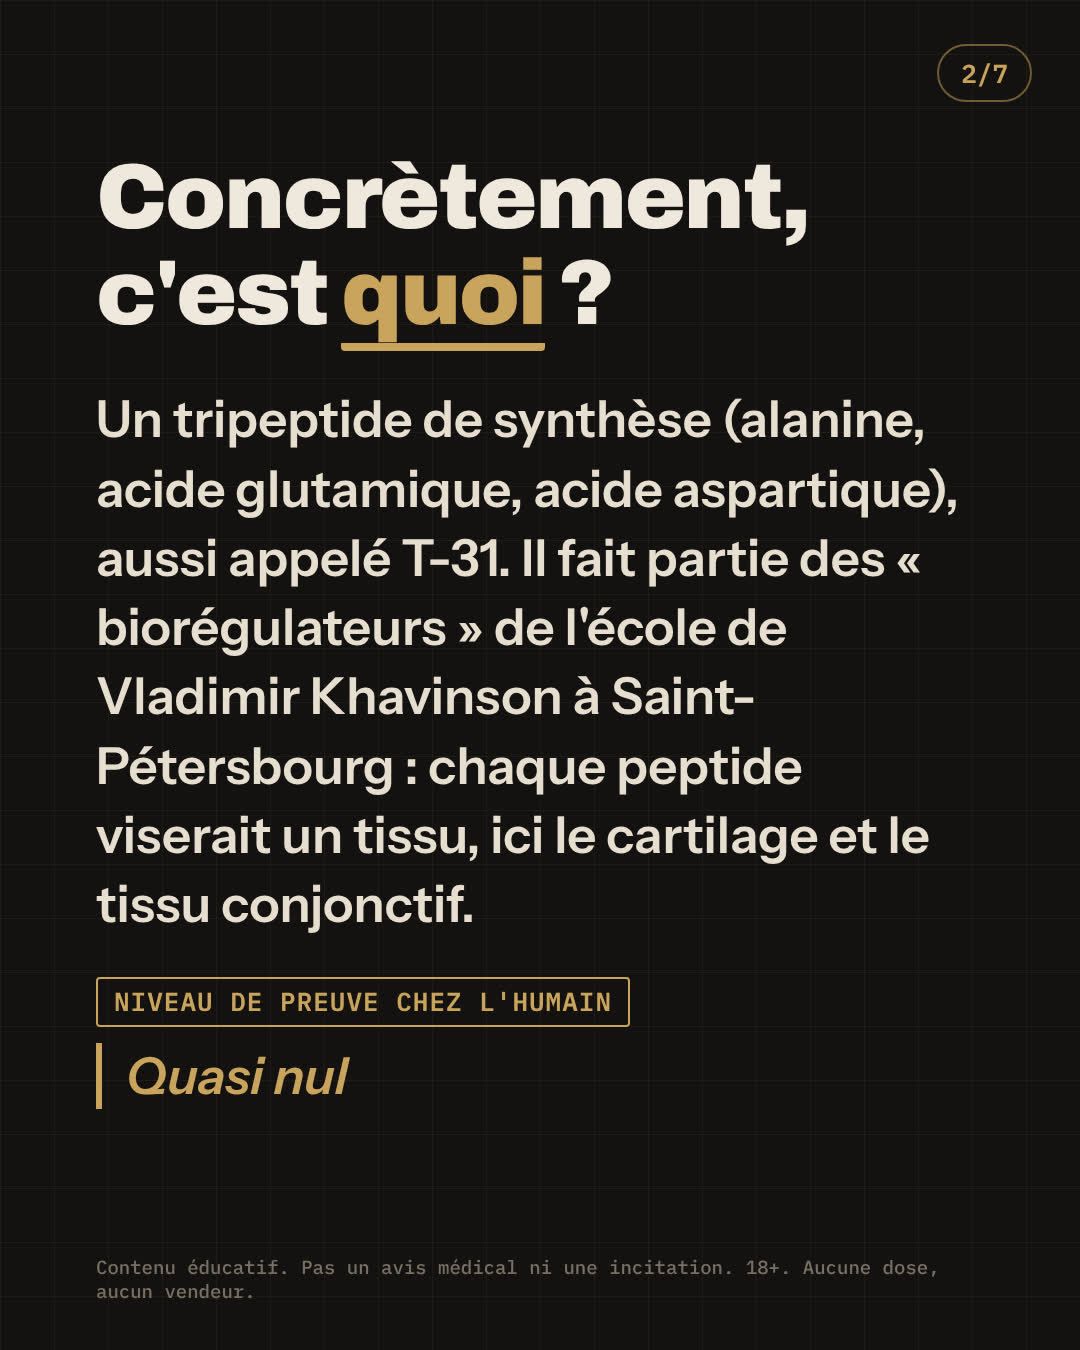 2/7
Concrètement,
c'est quoi ?
Un tripeptide de synthèse (alanine,
acide glutamique, acide aspartique),
aussi appelé T-31. Il fait partie des «
biorégulateurs » de l'école de
Vladimir Khavinson à Saint-
Pétersbourg : chaque peptide
viserait un tissu, ici le cartilage et le
tissu conjonctif.
NIVEAU DE PREUVE CHEZ L'HUMAIN
Quasi nul
Contenu éducatif. Pas un avis médical ni une incitation. 18+. Aucune dose,
aucun vendeur.